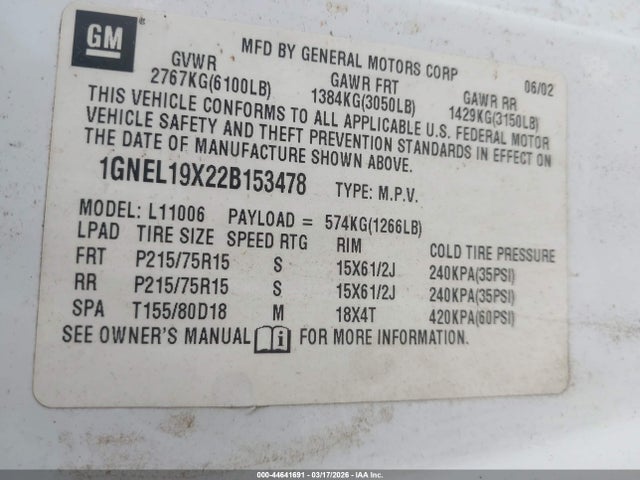 GM
MFD BY GENERAL MOTORS CORP 06/02
GVWR GAWR FRT GAWR RR
2767KG(6100LB) 1384KG(3050LB) 1429KG(3150LB)
THIS VEHICLE CONFORMS TO ALL APPLICABLE U.S. FEDERAL MOTOR
VEHICLE SAFETY AND THEFT PREVENTION STANDARDS IN EFFECT ON
THE DATE OF MANUFACTURE SHOWN ABOVE.
1GNEL19X22B153478 TYPE: M.P.V.
MODEL: L11006 PAYLOAD = 574KG(1266LB)
LPAD TIRE SIZE SPEED RTG RIM COLD TIRE PRESSURE
FRT P215/75R15 S 15X61/2J 240KPA(35PSI)
RR P215/75R15 S 15X61/2J 240KPA(35PSI)
SPA T155/80D18 M 18X4T 420KPA(60PSI)
SEE OWNER'S MANUAL i FOR MORE INFORMATION.
000-44641691 - 03/17/2026 - IAA Inc.